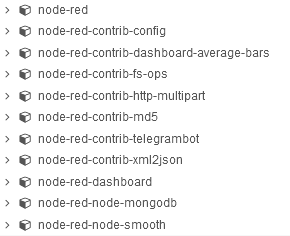 node-red
node-red-contrib-config
node-red-contrib-dashboard-average-bars
node-red-contrib-fs-ops
node-red-contrib-http-multipart
node-red-contrib-md5
node-red-contrib-telegrambot
node-red-contrib-xml2json
node-red-dashboard
node-red-node-mongodb
node-red-node-smooth